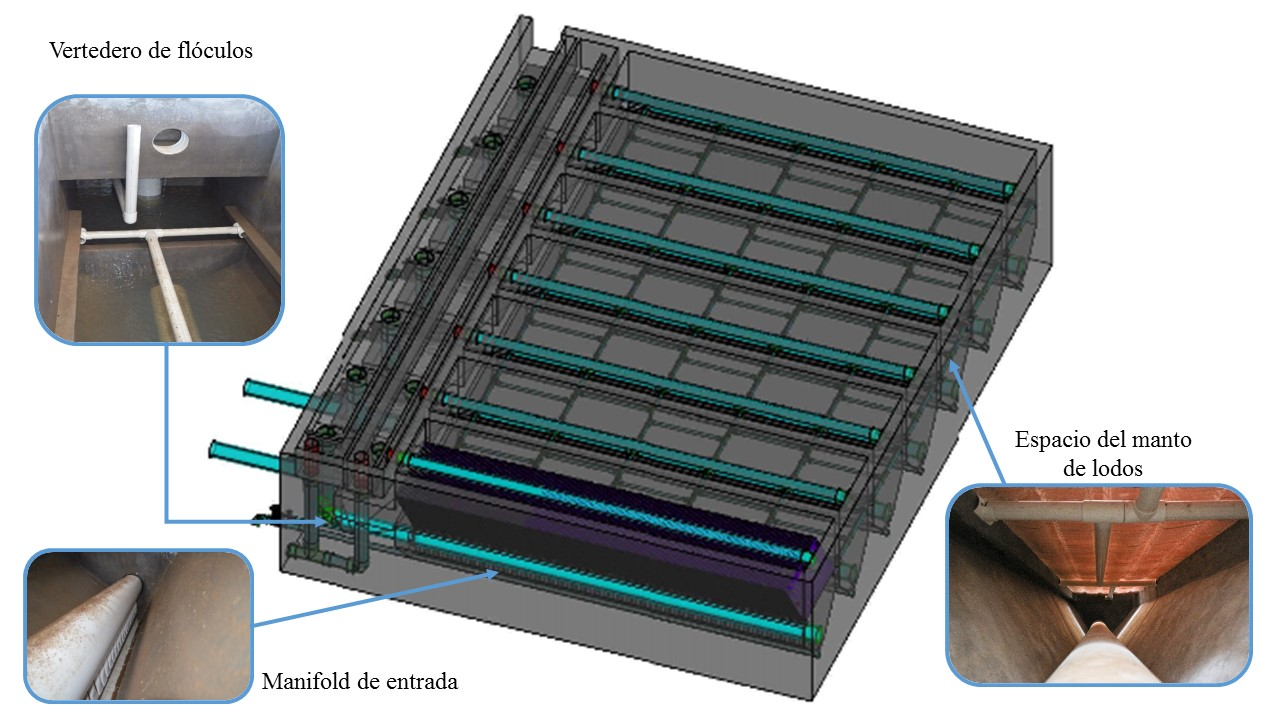 Vertedero de flóculos
Espacio del manto
de lodos
Manifold de entrada